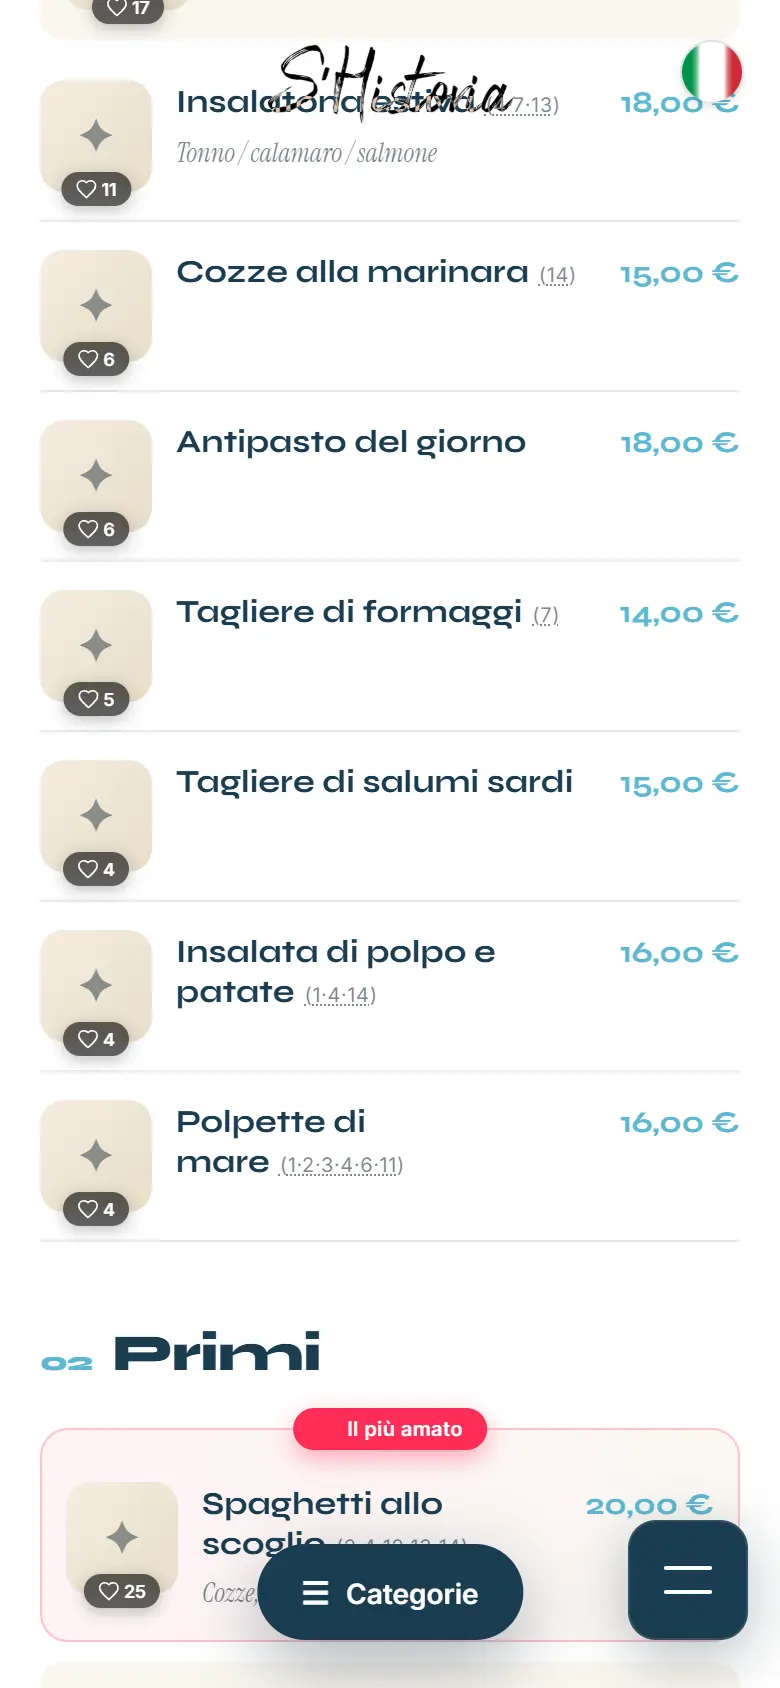 17
S'Historia
Insalatona estiva 7·13)
18,00 €
Tonno / calamaro / salmone
11
Cozze alla marinara (14)
15,00 €
6
Antipasto del giorno
18,00 €
6
Tagliere di formaggi (7)
14,00 €
5
Tagliere di salumi sardi
15,00 €
4
Insalata di polpo e
16,00 €
patate (1·4·14)
4
Polpette di
16,00 €
mare (1·2·3·4·6·11)
4
02 Primi
Il più amato
Spaghetti allo
20,00 €
scoglio
Cozze,
25
☰ Categorie